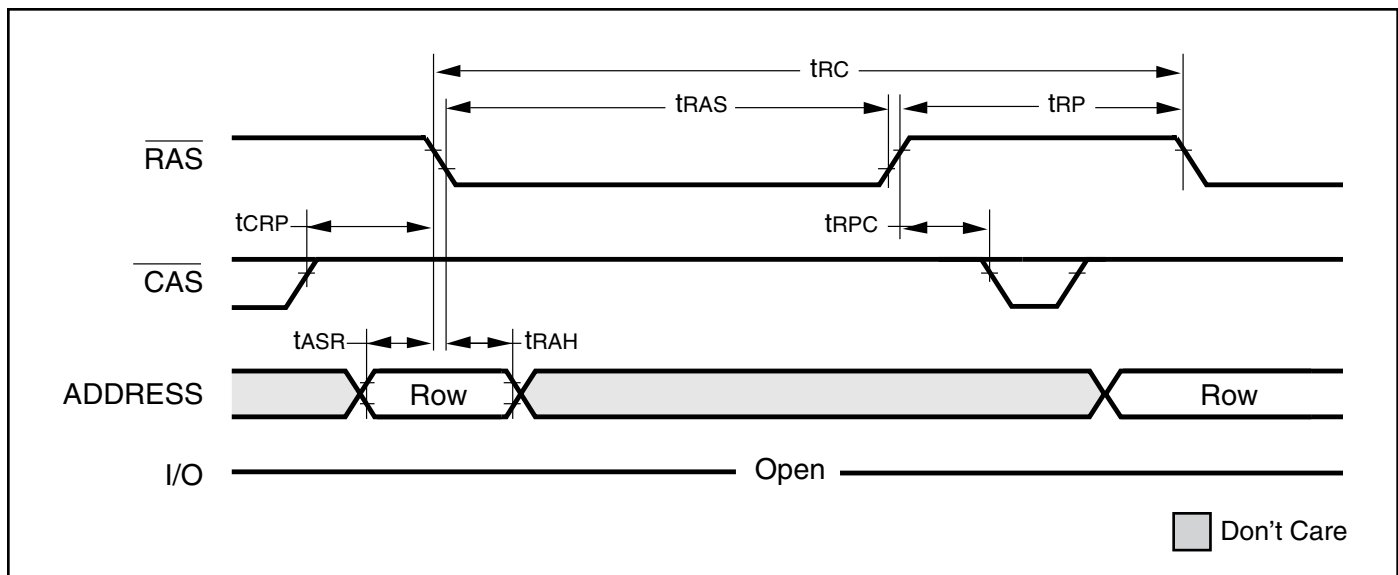 tRC
tRAS
tRP
RAS
tCRP
tRPC
CAS
tASR
tRAH
ADDRESS
Row
Row
I/O
Open
Don't Care